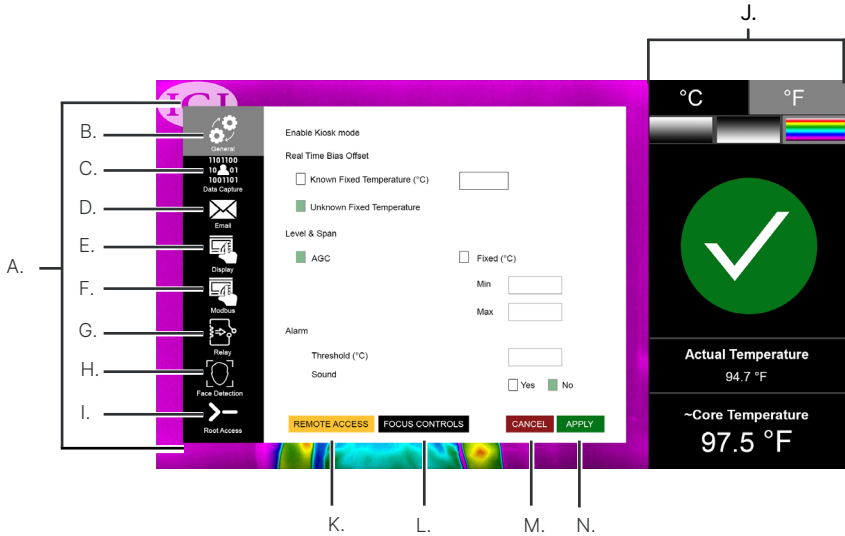 J.
°C °F
A.
B.
General
Enable Kiosk mode
Real Time Bias Offset
C.
1101100
10 01
1001101
Data Capture
Known Fixed Temperature (°C)
D.
Email
Unknown Fixed Temperature
Level & Span
E.
Display
AGC
Fixed (°C)
F.
Modbus
Min
Max
G.
Relay
Alarm
Threshold (°C)
Sound
H.
Face Detection
Yes No
I.
Root Access
REMOTE ACCESS FOCUS CONTROLS CANCEL APPLY
Actual Temperature
94.7 °F
~Core Temperature
97.5 °F
K. L. M. N.